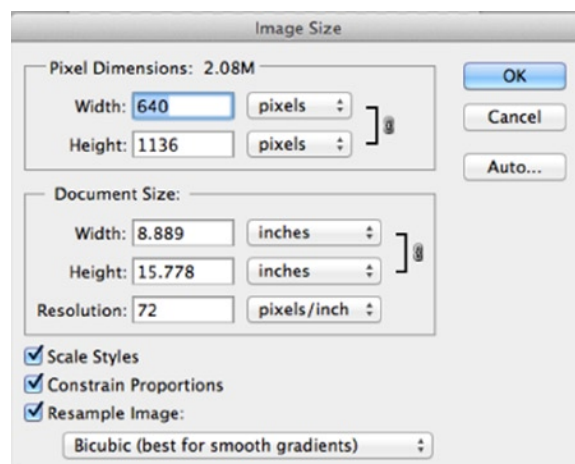 Image Size
Pixel Dimensions: 2.08M
Width: 640 pixels
Height: 1136 pixels
OK
Cancel
Auto...
Document Size:
Width: 8.889 inches
Height: 15.778 inches
Resolution: 72 pixels/inch
Scale Styles
Constrain Proportions
Resample Image:
Bicubic (best for smooth gradients)